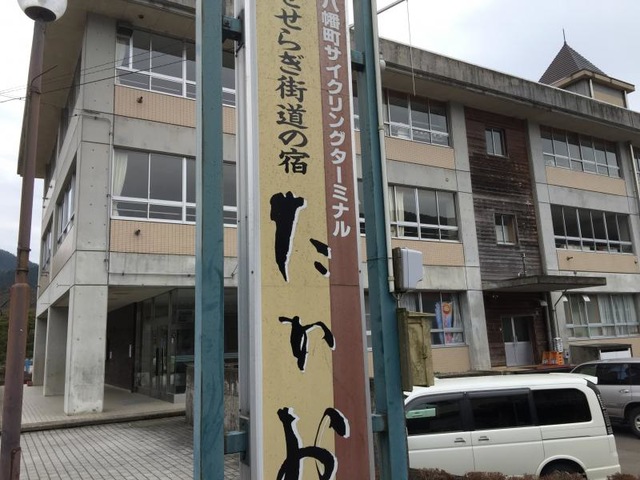 八幡町サイクリングターミナル
せせらぎ街道の宿
たかお